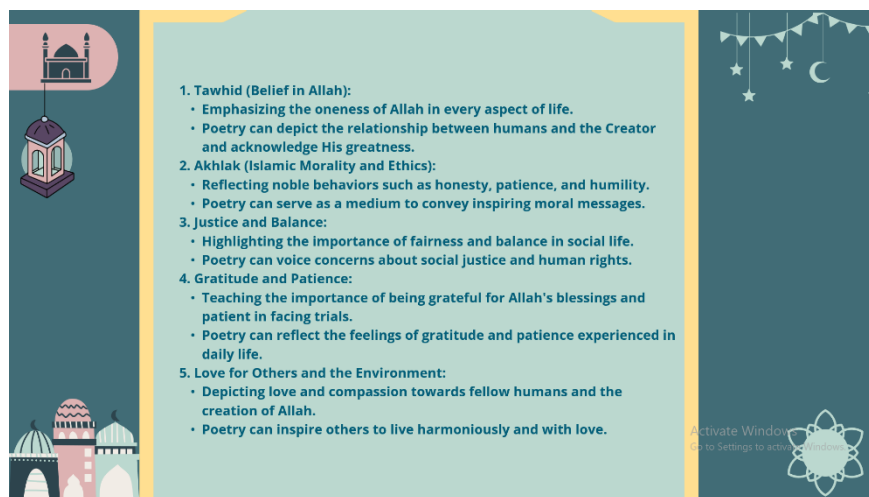 1. Tawhid (Belief in Allah):
• Emphasizing the oneness of Allah in every aspect of life.
• Poetry can depict the relationship between humans and the Creator
and acknowledge His greatness.
2. Akhlak (Islamic Morality and Ethics):
• Reflecting noble behaviors such as honesty, patience, and humility.
• Poetry can serve as a medium to convey inspiring moral messages.
3. Justice and Balance:
• Highlighting the importance of fairness and balance in social life.
• Poetry can voice concerns about social justice and human rights.
4. Gratitude and Patience:
• Teaching the importance of being grateful for Allah's blessings and
patient in facing trials.
• Poetry can reflect the feelings of gratitude and patience experienced in
daily life.
5. Love for Others and the Environment:
• Depicting love and compassion towards fellow humans and the
creation of Allah.
• Poetry can inspire others to live harmoniously and with love.
Activate Windows
Go to Settings to activate Windows.